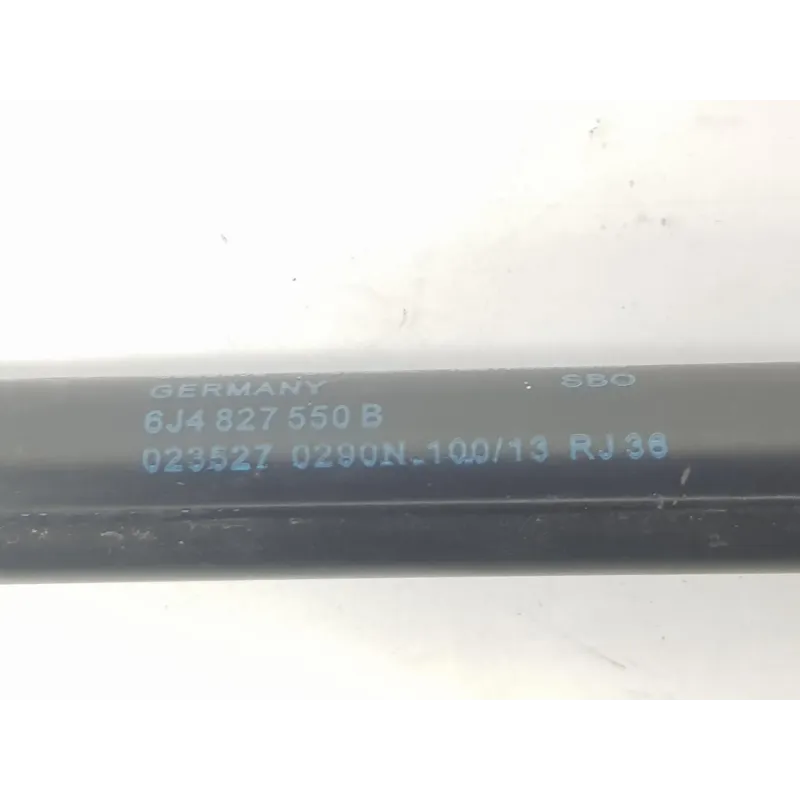 GERMANY SBO
6J4 827 550 B
023527 0290N 100/13 RJ 36